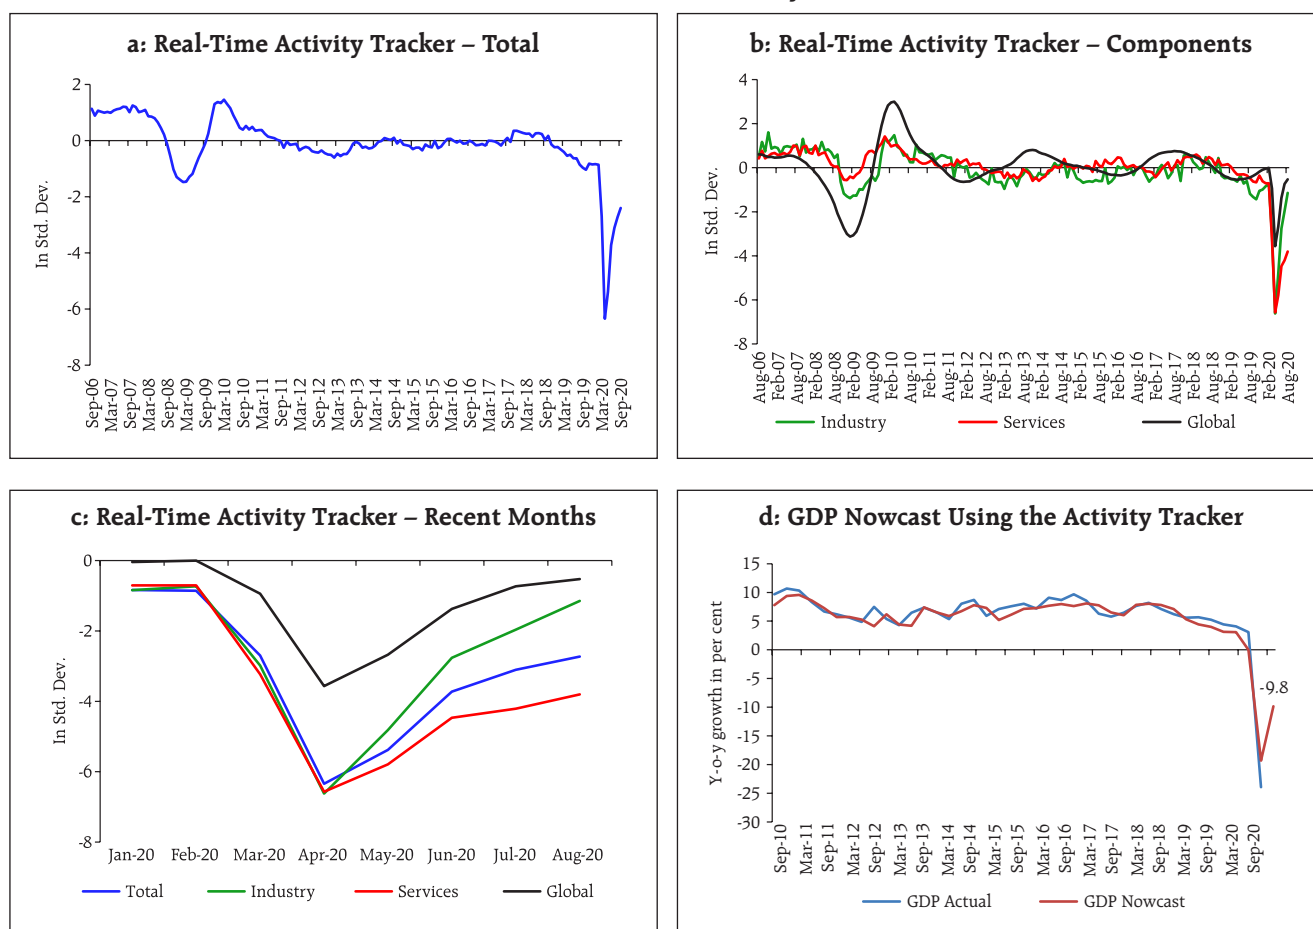 a: Real-Time Activity Tracker – Total
2
0
-2
-4
-6
-8
In Std. Dev.
Sep-06
Mar-07
Sep-07
Mar-08
Sep-08
Mar-09
Sep-09
Mar-10
Sep-10
Mar-11
Sep-11
Mar-12
Sep-12
Mar-13
Sep-13
Mar-14
Sep-14
Mar-15
Sep-15
Mar-16
Sep-16
Mar-17
Sep-17
Mar-18
Sep-18
Mar-19
Sep-19
Mar-20
Sep-20
b: Real-Time Activity Tracker – Components
4
2
0
-2
-4
-6
-8
In Std. Dev.
Aug-06
Feb-07
Aug-07
Feb-08
Aug-08
Feb-09
Aug-09
Feb-10
Aug-10
Feb-11
Aug-11
Feb-12
Aug-12
Feb-13
Aug-13
Feb-14
Aug-14
Feb-15
Aug-15
Feb-16
Aug-16
Feb-17
Aug-17
Feb-18
Aug-18
Feb-19
Aug-19
Feb-20
Aug-20
Industry Services Global
c: Real-Time Activity Tracker – Recent Months
0
-2
-4
-6
-8
In Std. Dev.
Jan-20 Feb-20 Mar-20 Apr-20 May-20 Jun-20 Jul-20 Aug-20
Total Industry Services Global
d: GDP Nowcast Using the Activity Tracker
15
10
5
0
-5
-10
-15
-20
-25
-30
Y-o-y growth in per cent
-9.8
Sep-10
Mar-11
Sep-11
Mar-12
Sep-12
Mar-13
Sep-13
Mar-14
Sep-14
Mar-15
Sep-15
Mar-16
Sep-16
Mar-17
Sep-17
Mar-18
Sep-18
Mar-19
Sep-19
Mar-20
Sep-20
GDP Actual GDP Nowcast